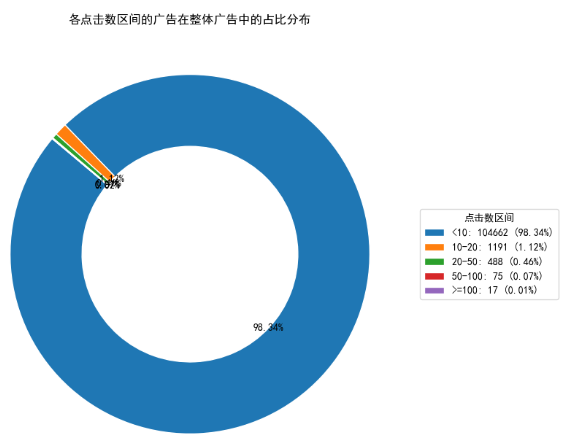 各点击数区间的广告在整体广告中的占比分布
98.34%
点击数区间
<10: 104662 (98.34%)
10-20: 1191 (1.12%)
20-50: 488 (0.46%)
50-100: 75 (0.07%)
>=100: 17 (0.01%)